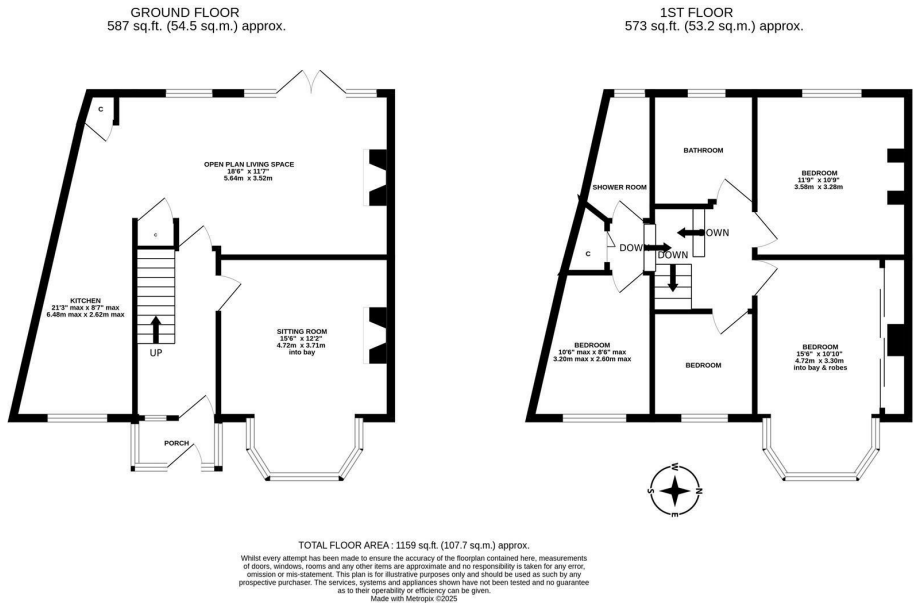 GROUND FLOOR
587 sq.ft. (54.5 sq.m.) approx.
C
OPEN PLAN LIVING SPACE
18'6" x 11'7"
5.64m x 3.52m
C
KITCHEN
21'3" max x 8'7" max
6.48m max x 2.62m max
UP
SITTING ROOM
15'6" x 12'2"
4.72m x 3.71m
into bay
PORCH
1ST FLOOR
573 sq.ft. (53.2 sq.m.) approx.
BATHROOM
BEDROOM
11'9" x 10'9"
3.58m x 3.28m
SHOWER ROOM
DOWN
DOWN
DOWN
C
BEDROOM
10'6" max x 8'6" max
3.20m max x 2.60m max
BEDROOM
BEDROOM
15'6" x 10'10"
4.72m x 3.30m
into bay & robes
W
N
E
S
TOTAL FLOOR AREA : 1159 sq.ft. (107.7 sq.m.) approx.
Whilst every attempt has been made to ensure the accuracy of the floorplan contained here, measurements
of doors, windows, rooms and any other items are approximate and no responsibility is taken for any error,
omission or mis-statement. This plan is for illustrative purposes only and should be used as such by any
prospective purchaser. The services, systems and appliances shown have not been tested and no guarantee
as to their operability or efficiency can be given.
Made with Metropix ©2025